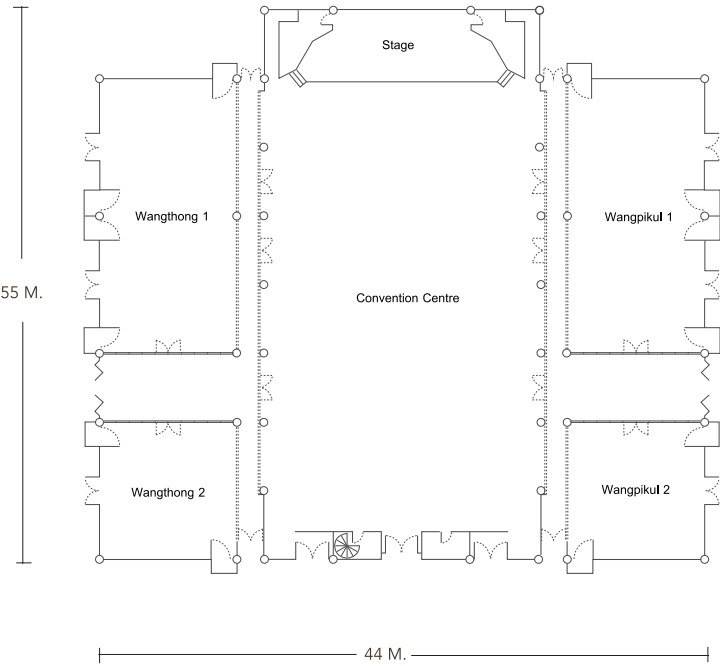 Stage
Wangthong 1
Wangpikul 1
55 M.
Convention Centre
Wangthong 2
Wangpikul 2
44 M.